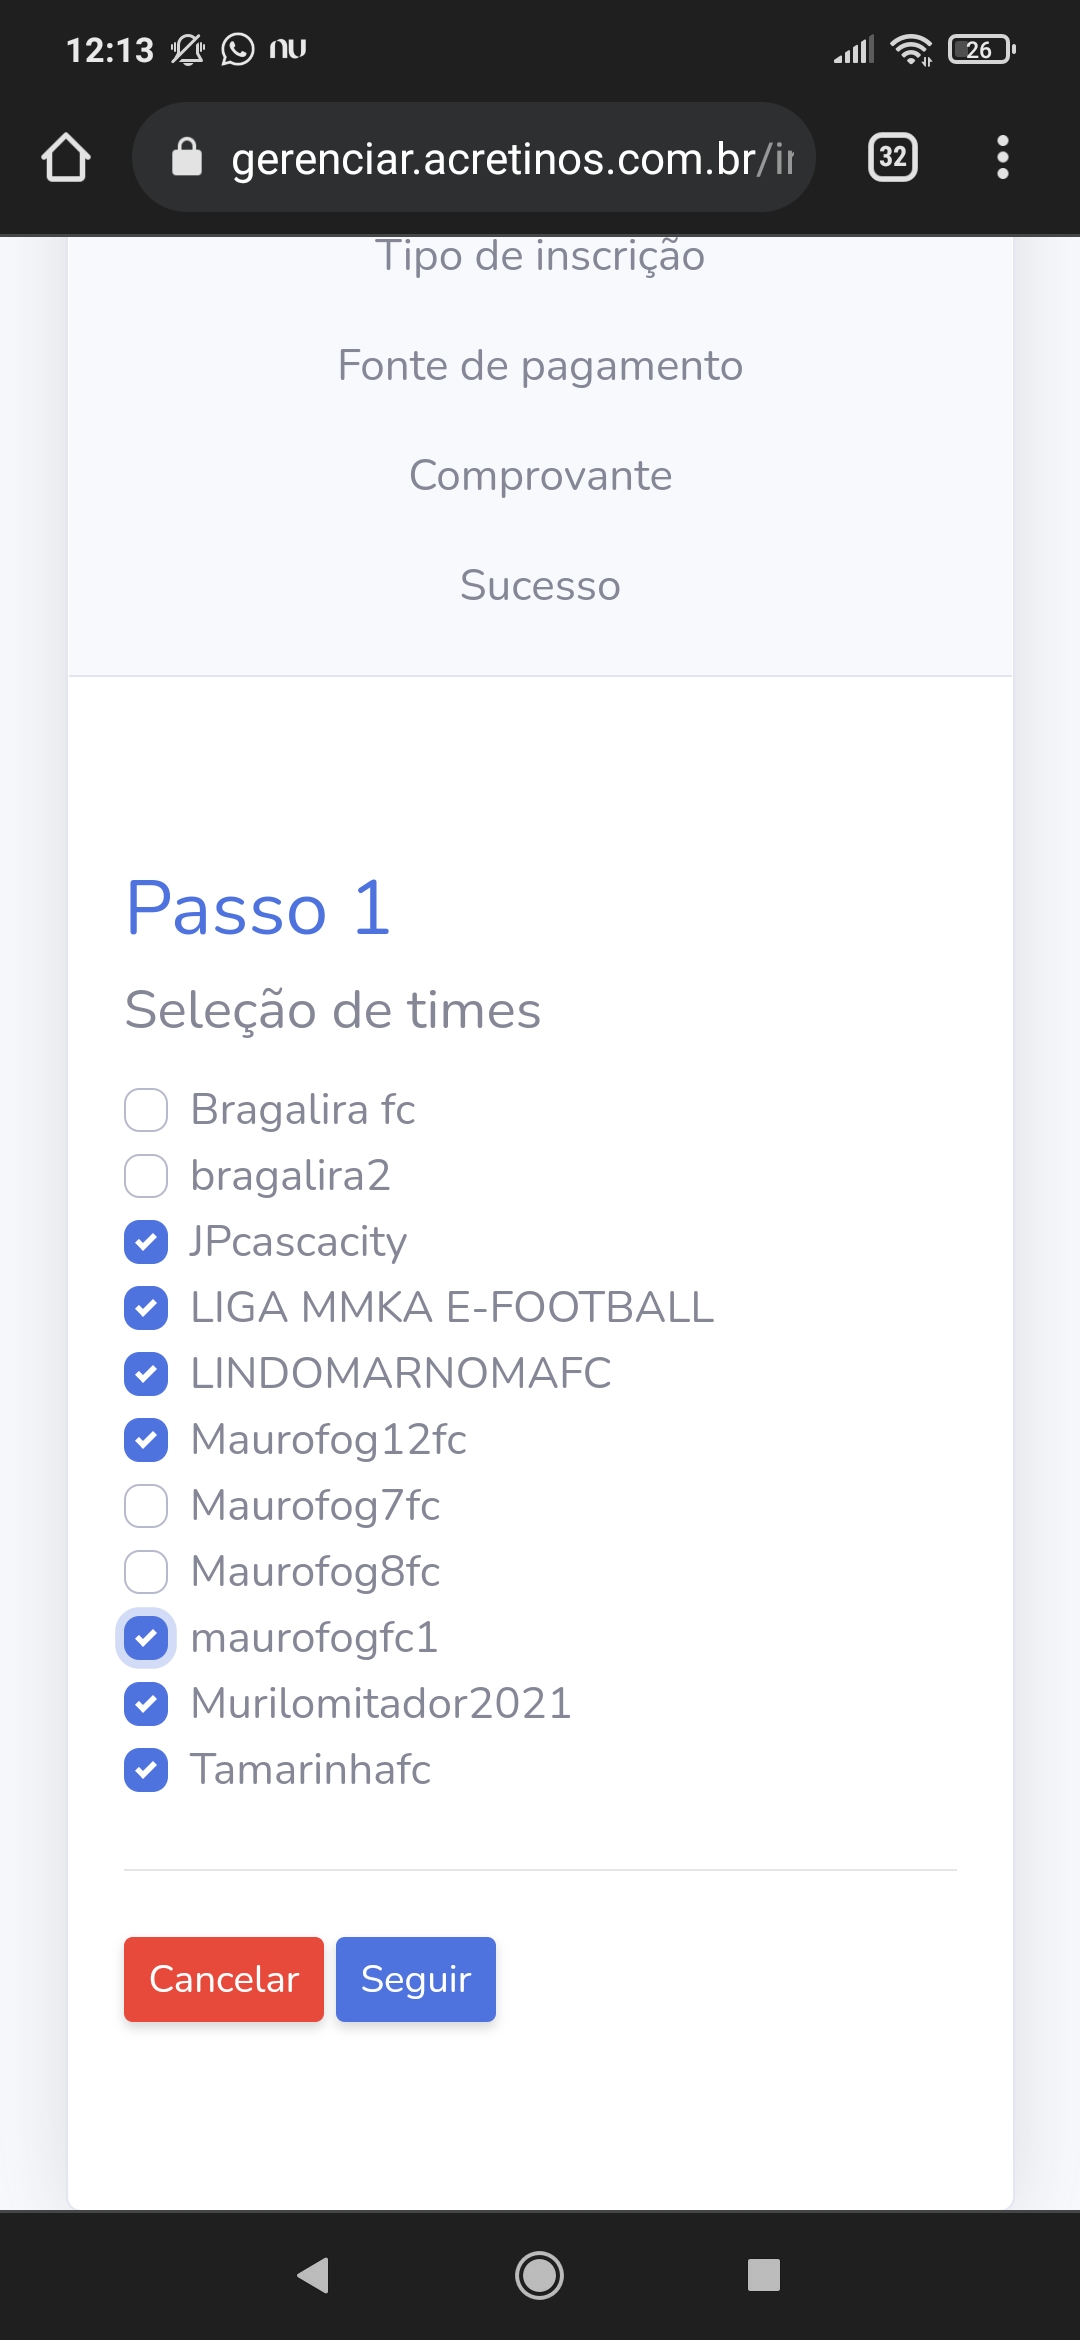 12:13
26
gerenciar.acretinos.com.br/ir
32
Tipo de inscrição
Fonte de pagamento
Comprovante
Sucesso
Passo 1
Seleção de times
Bragalira fc
bragalira2
JPcascacity
LIGA MMKA E-FOOTBALL
LINDOMARNOMAFC
Maurofog12fc
Maurofog7fc
Maurofog8fc
maurofogfc1
Murilomitador2021
Tamarinhafc
Cancelar Seguir